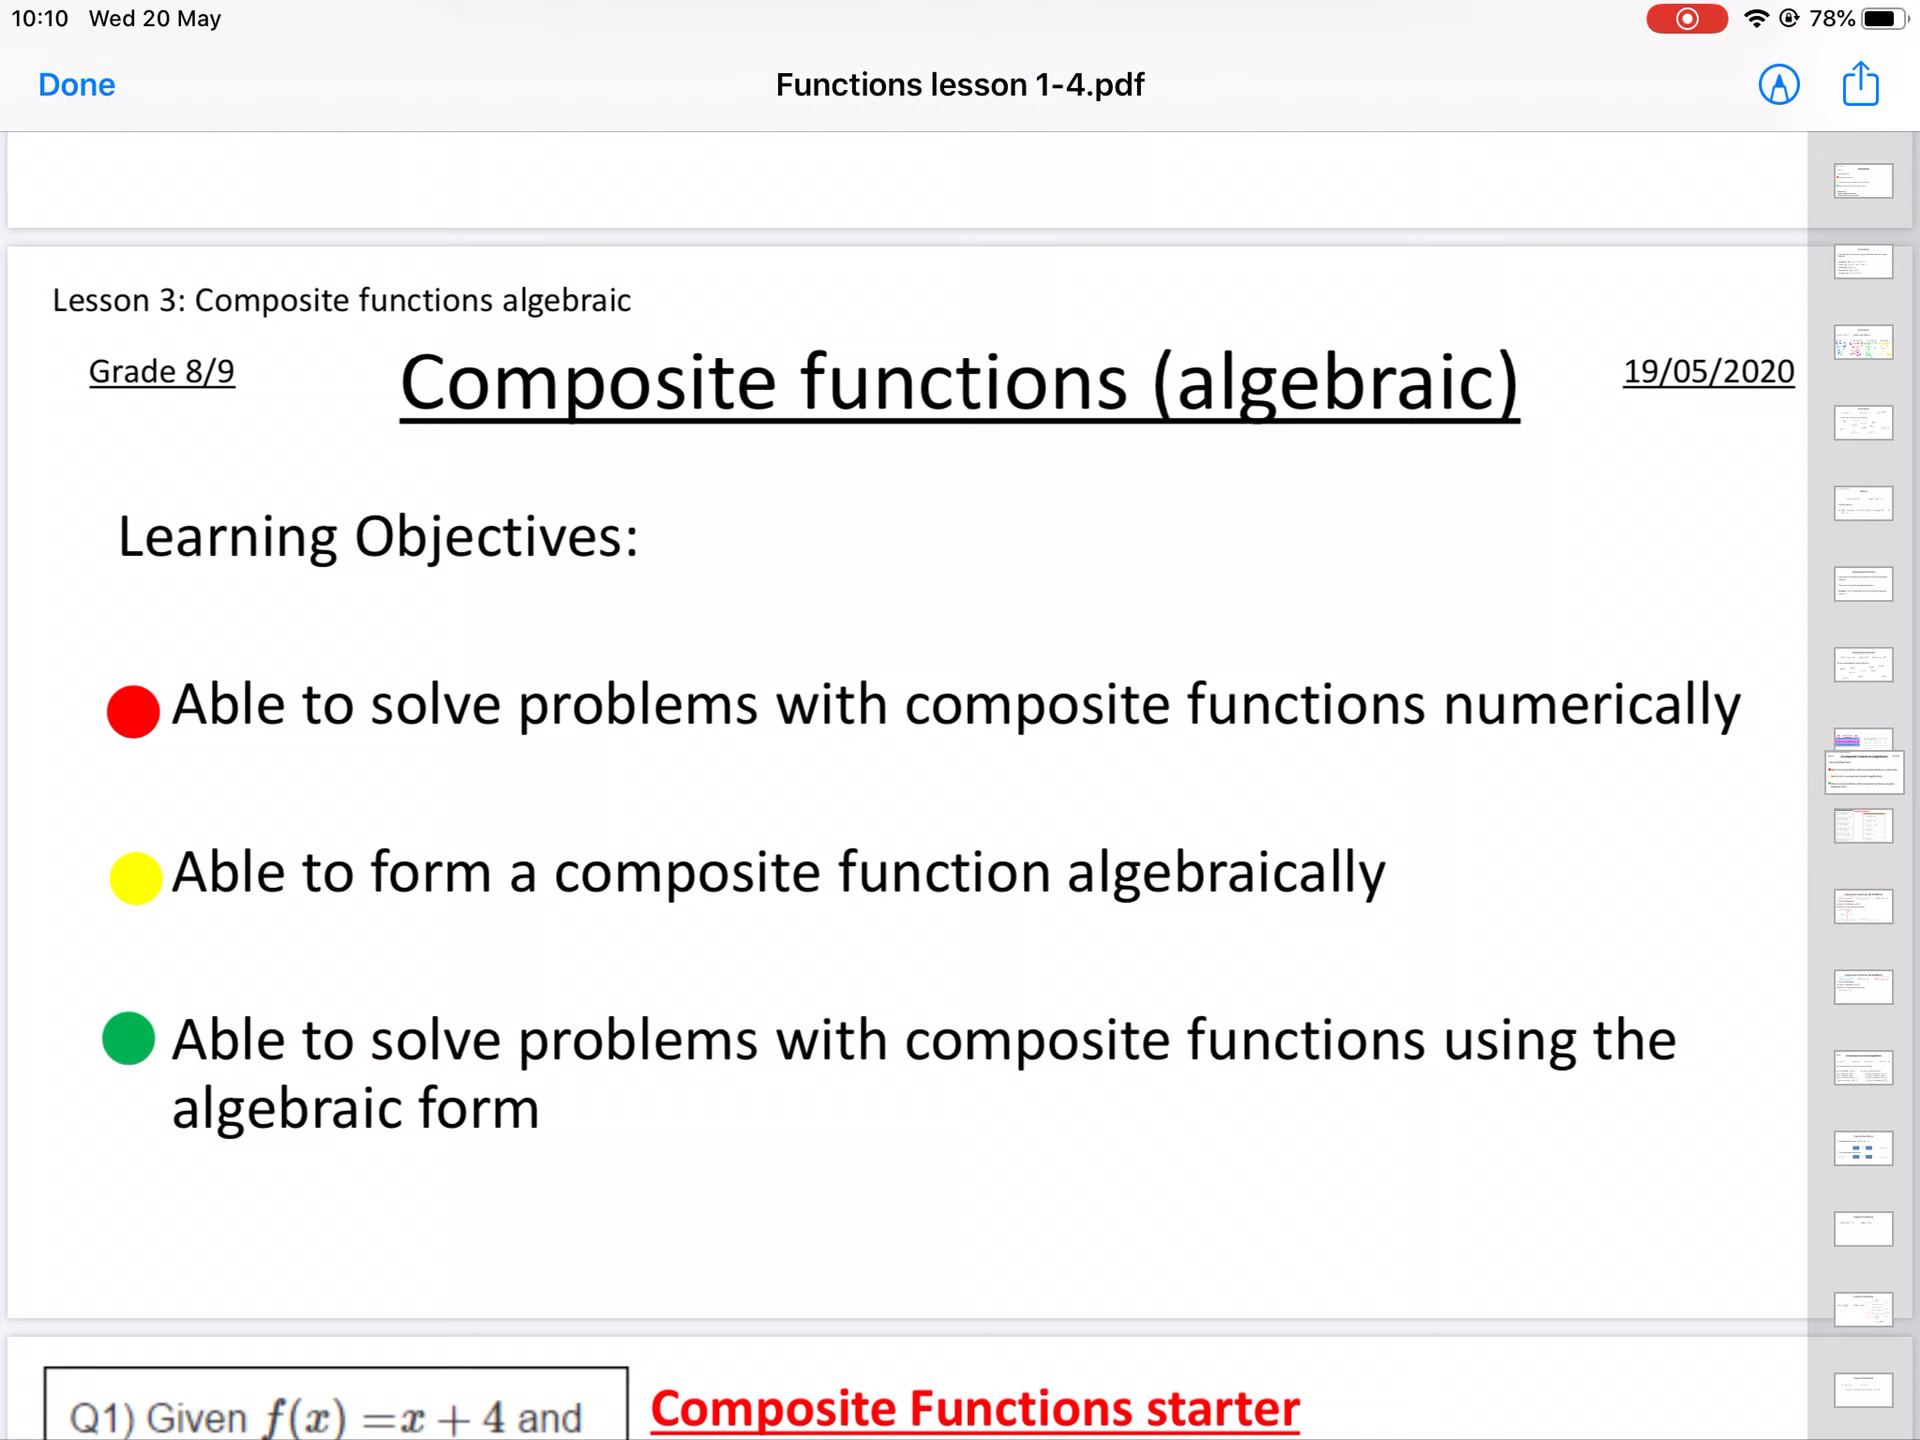 10:10 Wed 20 May
78%
Done
Functions lesson 1-4.pdf
Lesson 3: Composite functions algebraic
Grade 8/9
Composite functions (algebraic)
19/05/2020
Learning Objectives:
Able to solve problems with composite functions numerically
Able to form a composite function algebraically
Able to solve problems with composite functions using the
algebraic form
Q1) Given f(x) =x + 4 and
Composite Functions starter